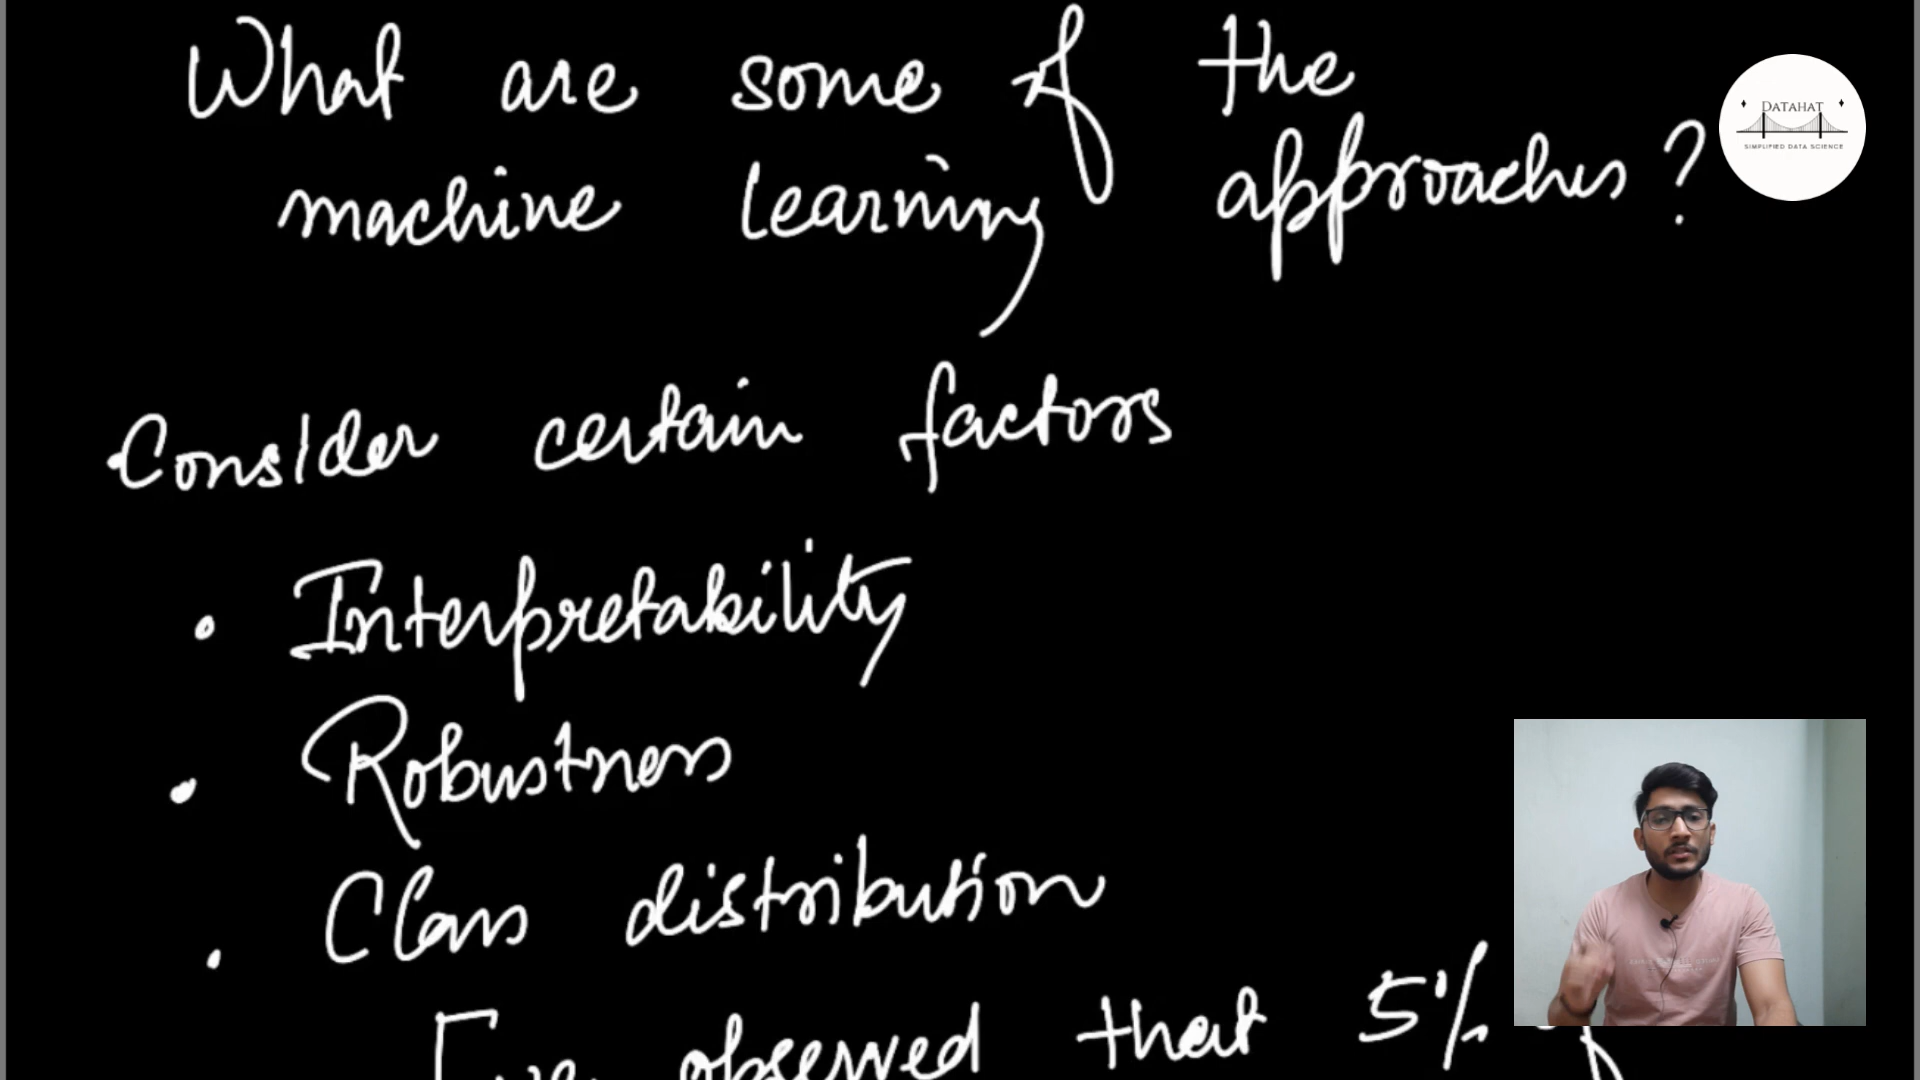 What are some of the
machine learning approaches?
DATAHAT
SIMPLIFIED DATA SCIENCE
Consider certain factors
• Interpretability
• Robustness
• Class distribution
observed that 5% of